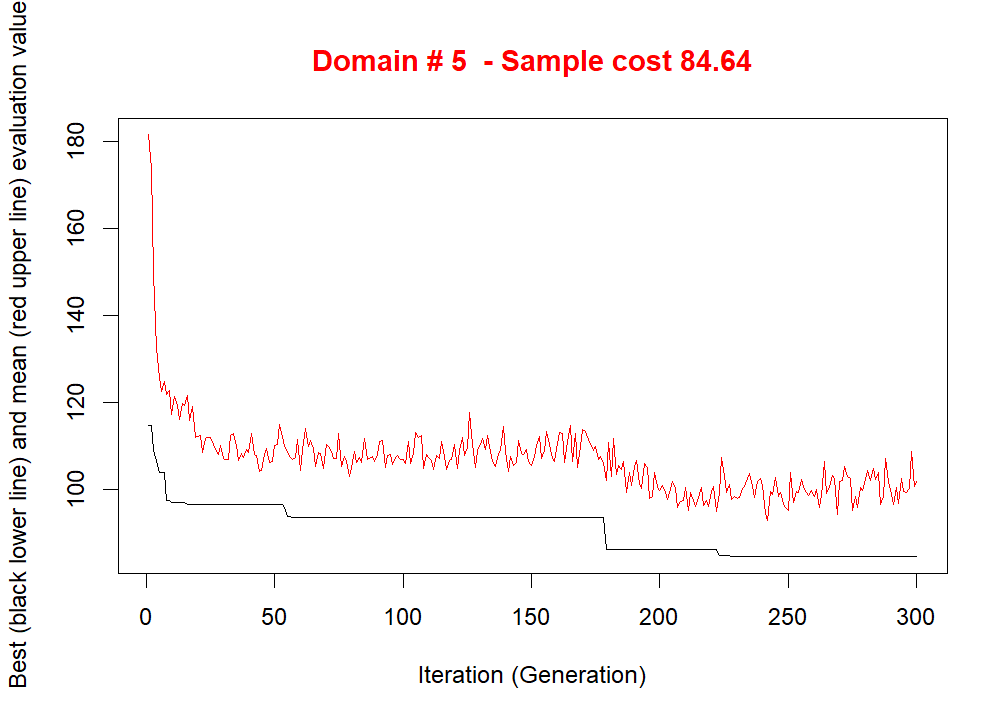 Domain # 5  - Sample cost 84.64
Best (black lower line) and mean (red upper line) evaluation value
180
160
140
120
100
0 50 100 150 200 250 300
Iteration (Generation)